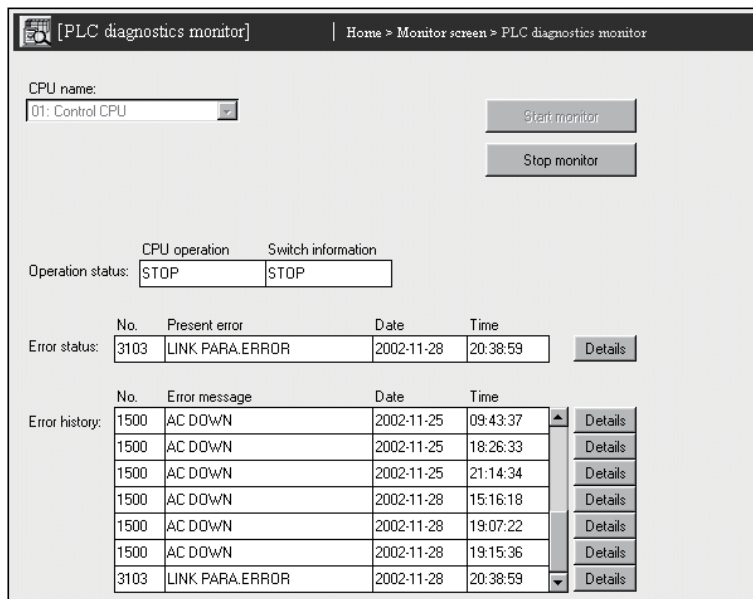 [PLC diagnostics monitor] Home > Monitor screen > PLC diagnostics monitor
CPU name:
01: Control CPU
Start monitor
Stop monitor
CPU operation Switch information
Operation status: STOP STOP
No. Present error Date Time
Error status: 3103 LINK PARA.ERROR 2002-11-28 20:38:59 Details
No. Error message Date Time
Error history: 1500 AC DOWN 2002-11-25 09:43:37 Details
1500 AC DOWN 2002-11-25 18:26:33 Details
1500 AC DOWN 2002-11-25 21:14:34 Details
1500 AC DOWN 2002-11-28 15:16:18 Details
1500 AC DOWN 2002-11-28 19:07:22 Details
1500 AC DOWN 2002-11-28 19:15:36 Details
3103 LINK PARA.ERROR 2002-11-28 20:38:59 Details